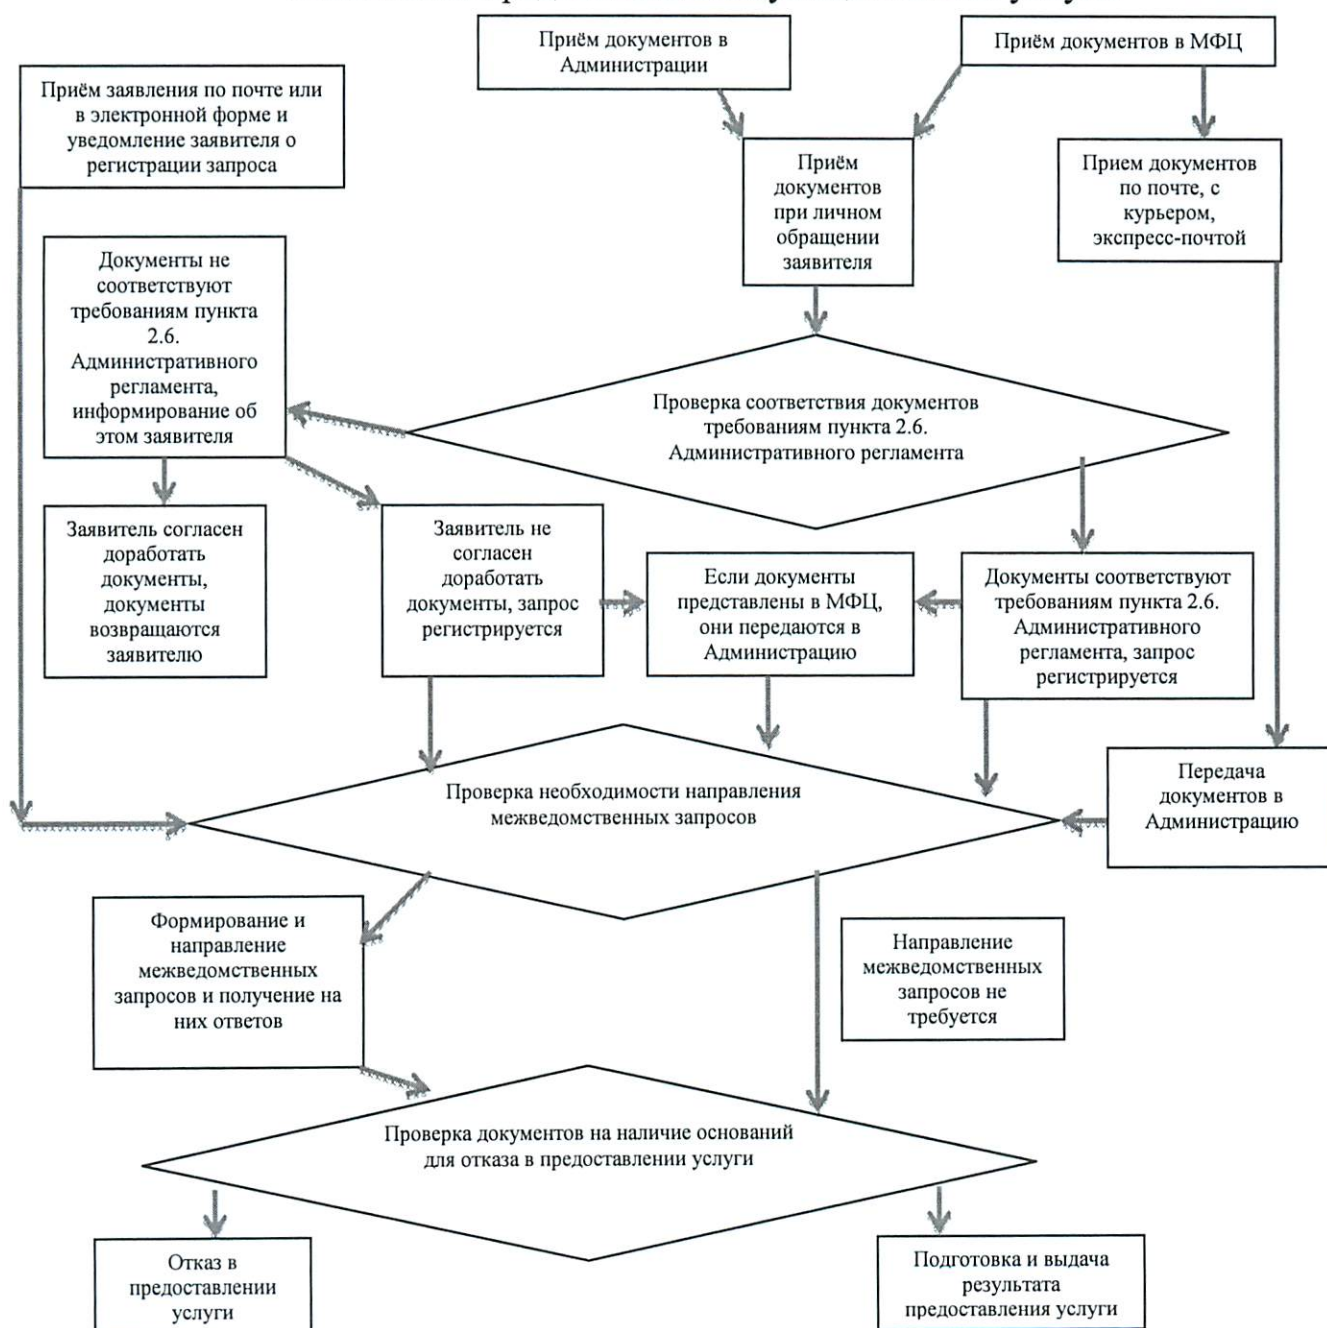 Приём документов в
Администрации
Приём документов в МФЦ
Приём заявления по почте или
в электронной форме и
уведомление заявителя о
регистрации запроса
Приём
документов
при личном
обращении
заявителя
Прием документов
по почте, с
курьером,
экспресс-почтой
Документы не
соответствуют
требованиям пункта
2.6.
Административного
регламента,
информирование об
этом заявителя
Проверка соответствия документов
требованиям пункта 2.6.
Административного регламента
Заявитель согласен
доработать
документы,
документы
возвращаются
заявителю
Заявитель не
согласен
доработать
документы, запрос
регистрируется
Если документы
представлены в МФЦ,
они передаются в
Администрацию
Документы соответствуют
требованиям пункта 2.6.
Административного
регламента, запрос
регистрируется
Проверка необходимости направления
межведомственных запросов
Передача
документов в
Администрацию
Формирование и
направление
межведомственных
запросов и получение на
них ответов
Направление
межведомственных
запросов не
требуется
Проверка документов на наличие оснований
для отказа в предоставлении услуги
Отказ в
предоставлении
услуги
Подготовка и выдача
результата
предоставления услуги